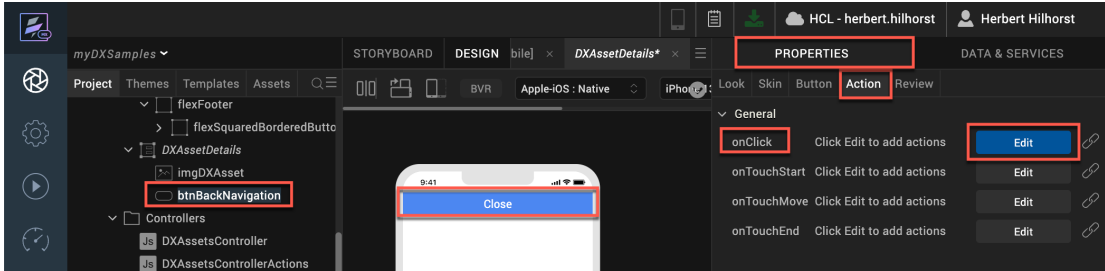 HCL - herbert.hilhorst Herbert Hilhorst
myDXSamples STORYBOARD DESIGN bile] × DXAssetDetails* × PROPERTIES DATA & SERVICES
Project Themes Templates Assets BVR Apple-iOS : Native Look Skin Button Action Review
flexFooter
General
flexSquaredBorderedButto
onClick Click Edit to add actions Edit
DXAssetDetails
imgDXAsset
onTouchStart Click Edit to add actions Edit
9:41
btnBackNavigation
Close
onTouchMove Click Edit to add actions Edit
Controllers
onTouchEnd Click Edit to add actions Edit
Js DXAssetsController
Js DXAssetsControllerActions